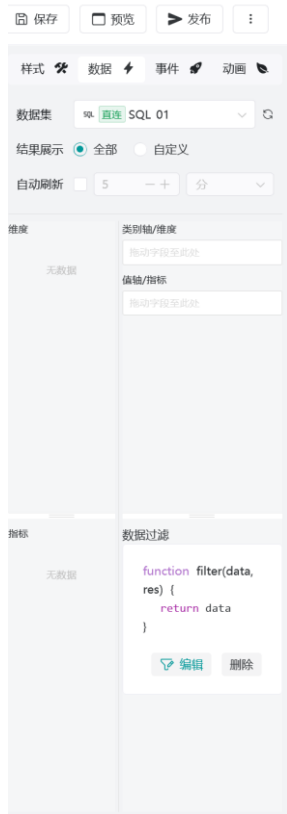 保存 预览 发布
样式 数据 事件 动画
数据集 SQL 直连 SQL 01
结果展示 全部 自定义
自动刷新 5 分
维度
无数据
类别轴/维度
拖动字段至此处
值轴/指标
拖动字段至此处
指标
无数据
数据过滤
function filter(data,
res) {
return data
}
编辑 删除